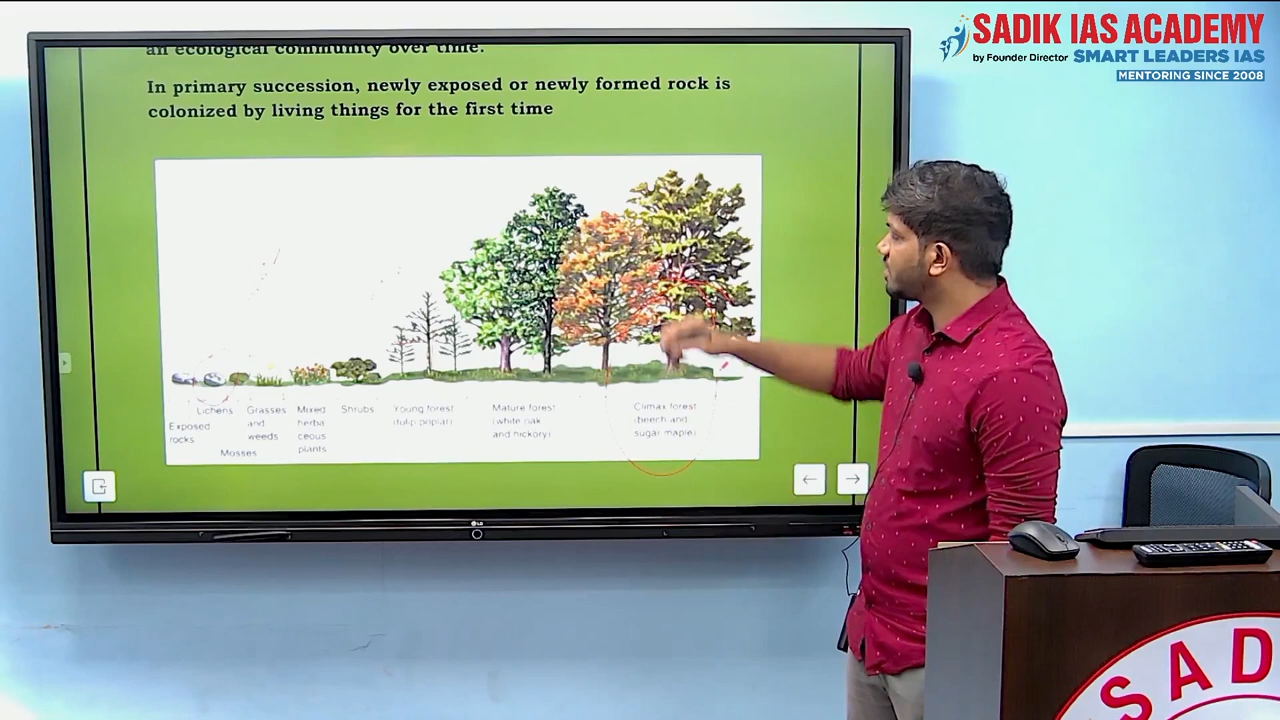 SADIK IAS ACADEMY
by Founder Director SMART LEADERS IAS
MENTORING SINCE 2008
an ecological community over time.
In primary succession, newly exposed or newly formed rock is
colonized by living things for the first time
Exposed
rocks
Lichens
Mosses
Grasses
and
weeds
Mixed
herba
ceous
plants
Shrubs
Young forest
(tulip poplar)
Mature forest
(white oak
and hickory)
Climax forest
(beech and
sugar maple)
LG
SAD